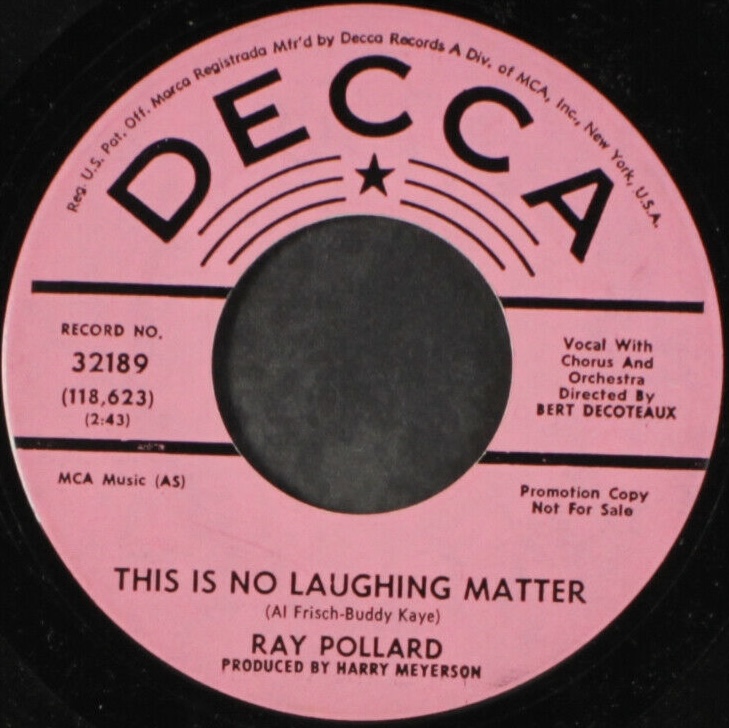 Reg. U.S. Pat. Off. Marca Registrada Mfr'd by Decca Records A Div. of MCA, Inc., New York, U.S.A.
DECCA
RECORD NO.
32189
(118,623)
(2:43)
Vocal With
Chorus And
Orchestra
Directed By
BERT DECOTEAUX
MCA Music (AS)
Promotion Copy
Not For Sale
THIS IS NO LAUGHING MATTER
(Al Frisch-Buddy Kaye)
RAY POLLARD
PRODUCED BY HARRY MEYERSON